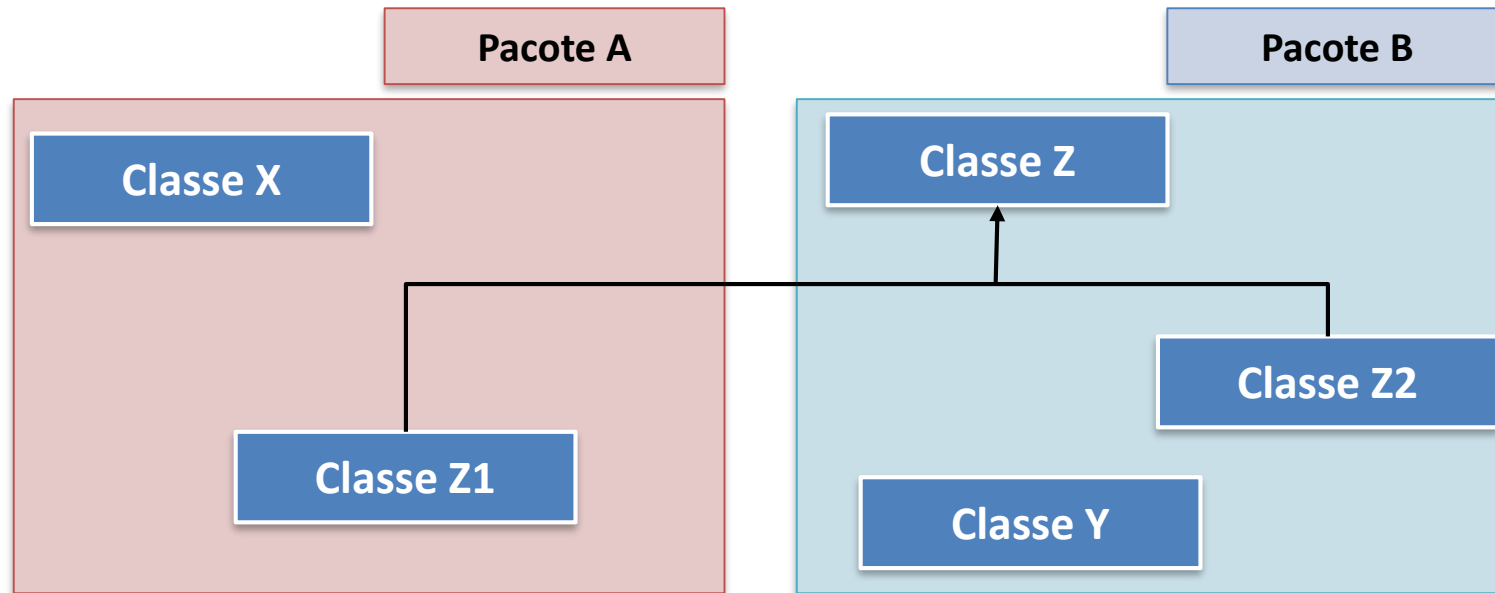 Pacote A
Pacote B
Classe X
Classe Z
Classe Z2
Classe Z1
Classe Y